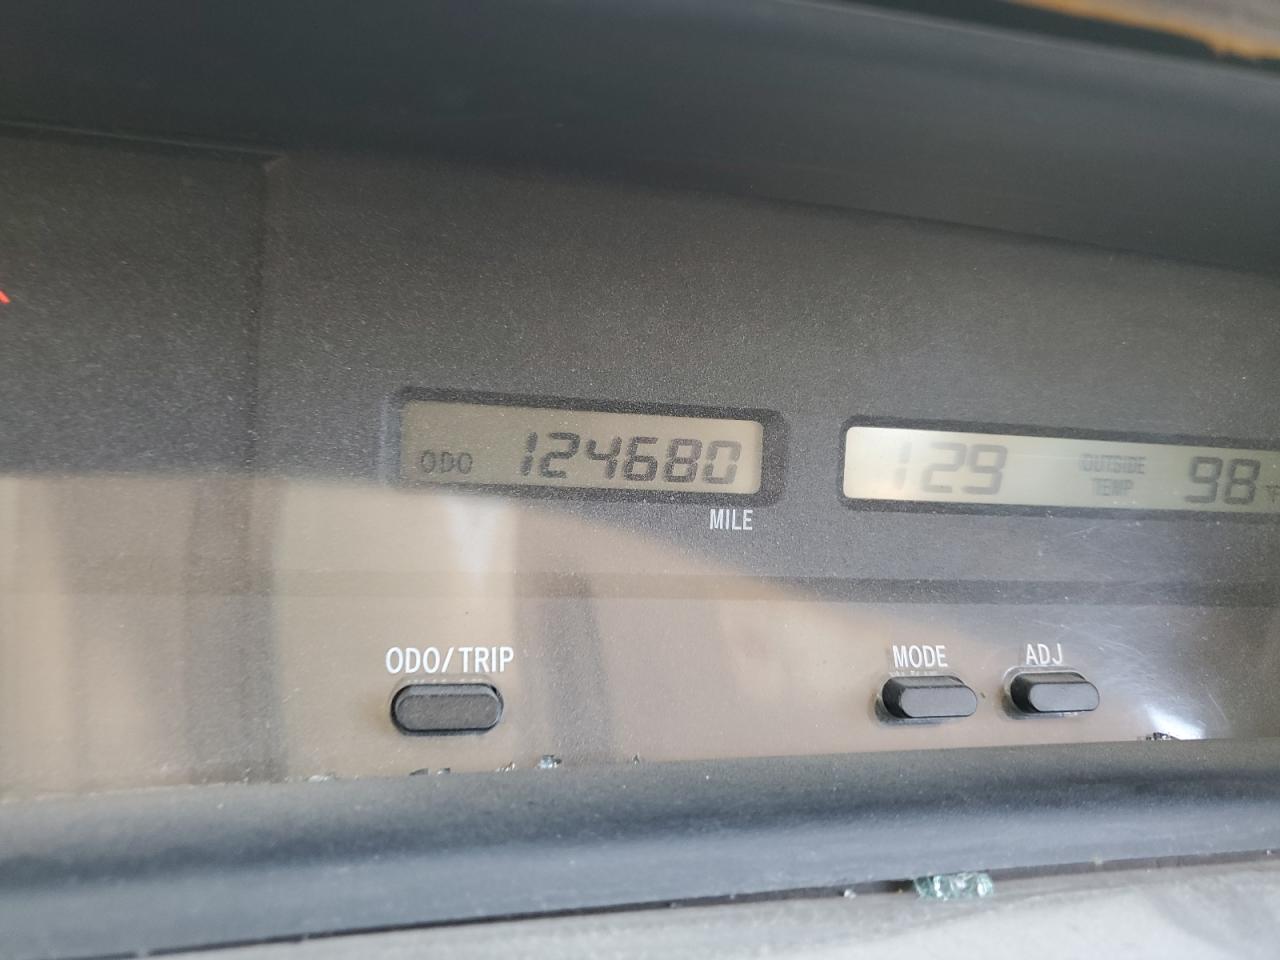 ODO 124680
MILE
129 OUTSIDE TEMP 98
ODO/TRIP
MODE
ADJ